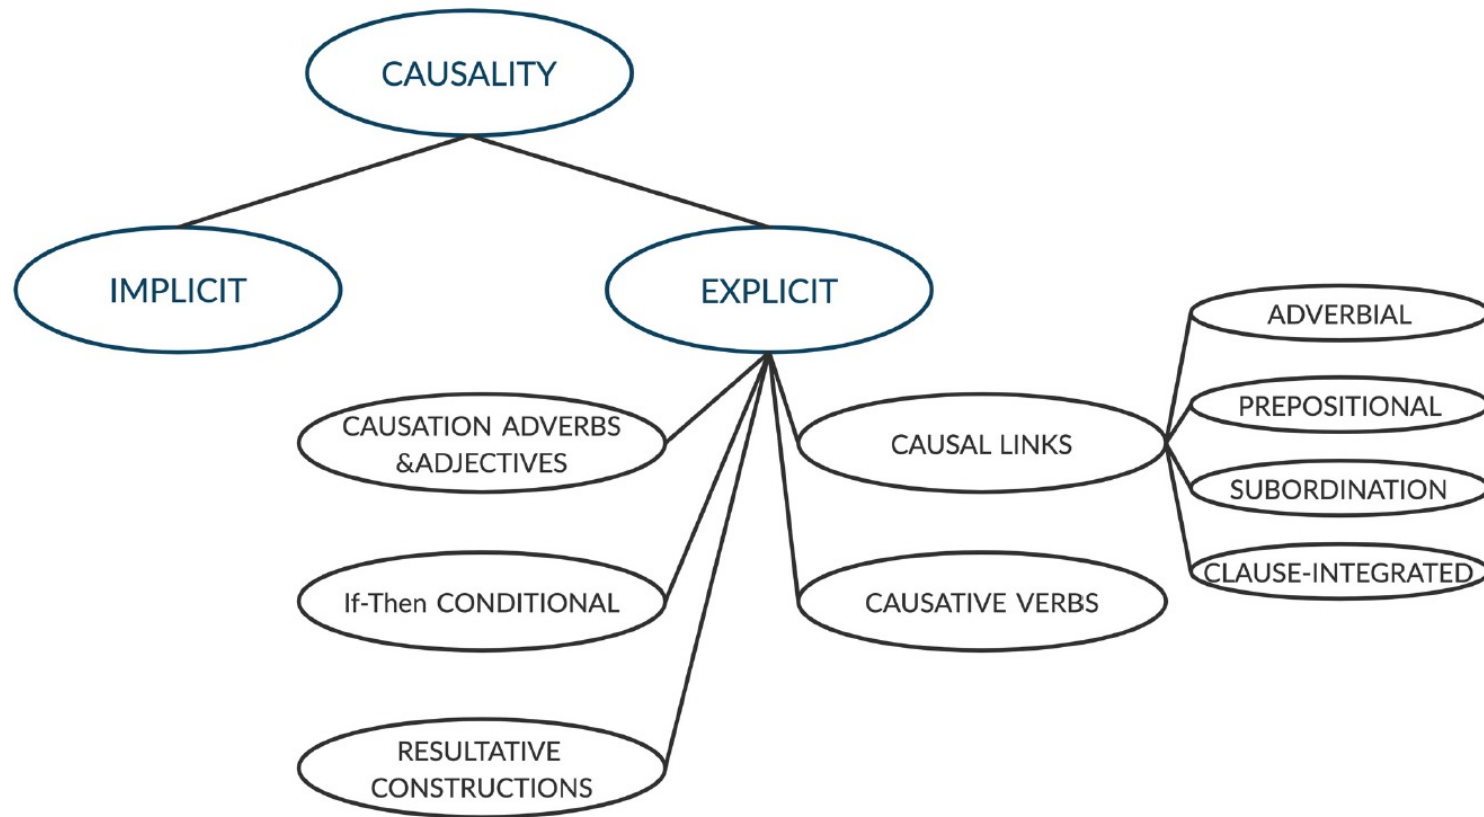 CAUSALITY
IMPLICIT
EXPLICIT
CAUSATION ADVERBS
&ADJECTIVES
If-Then CONDITIONAL
RESULTATIVE
CONSTRUCTIONS
CAUSAL LINKS
CAUSATIVE VERBS
ADVERBIAL
PREPOSITIONAL
SUBORDINATION
CLAUSE-INTEGRATED